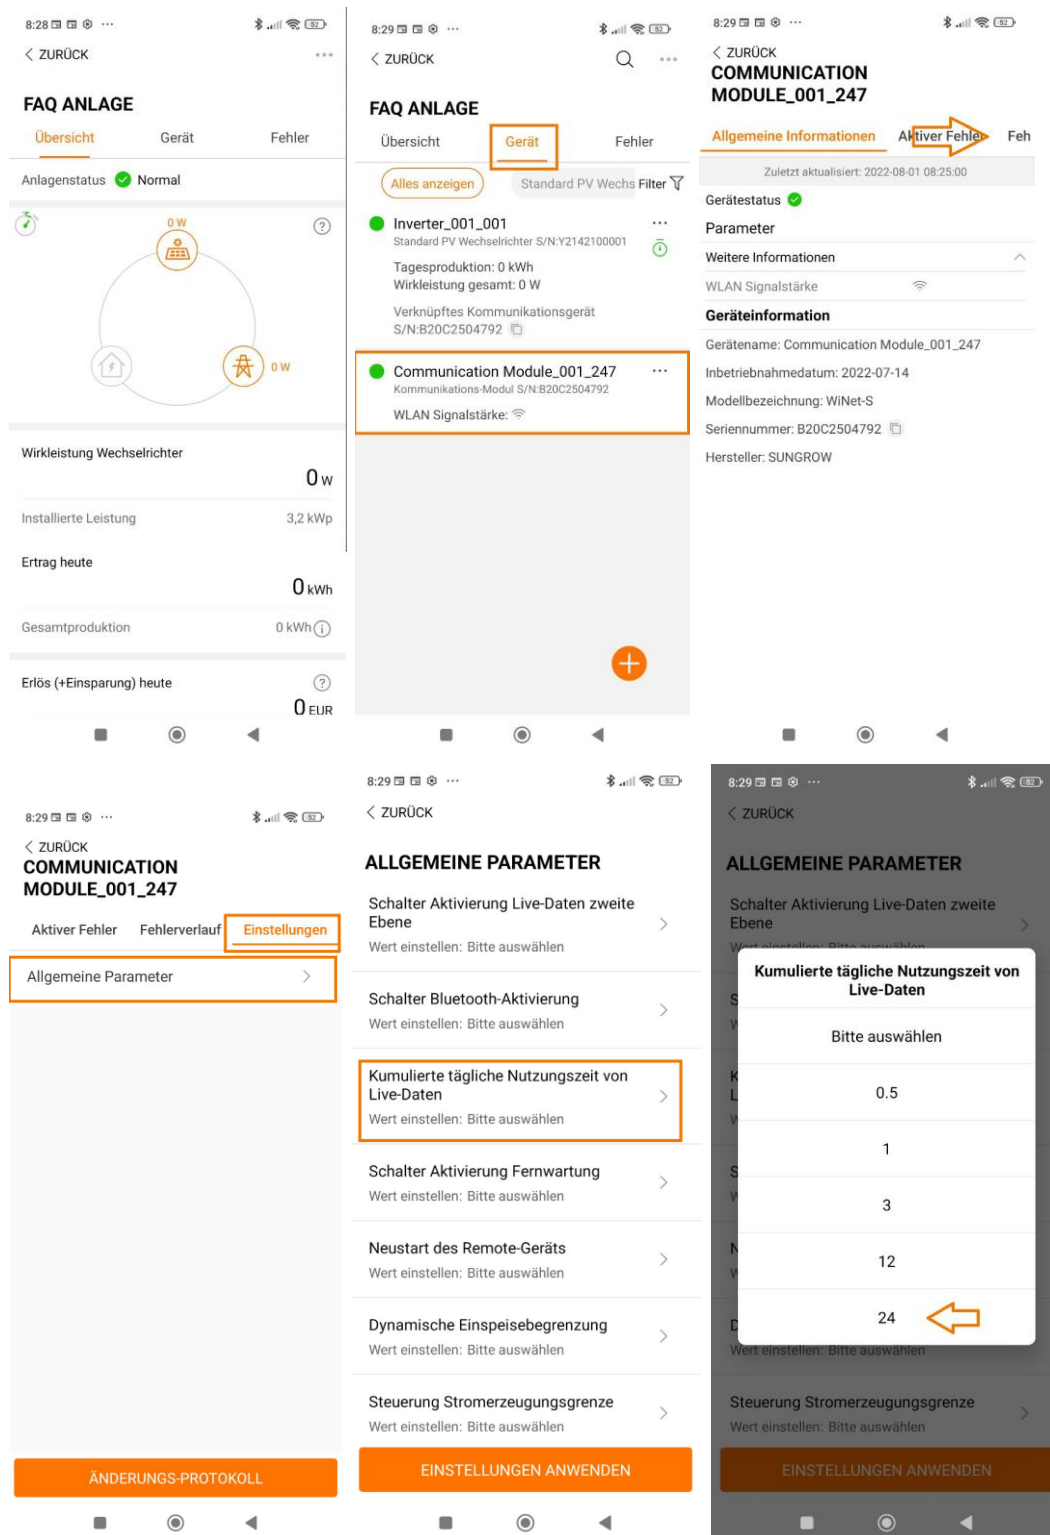 8:28
52
ZURÜCK
FAQ ANLAGE
Übersicht
Gerät
Fehler
Anlagenstatus
Normal
0 W
?
0 W
Wirkleistung Wechselrichter
0 W
Installierte Leistung
3,2 kWp
Ertrag heute
0 kWh
Gesamtproduktion
0 kWh
i
Erlös (+Einsparung) heute
?
0 EUR
8:29
52
ZURÜCK
FAQ ANLAGE
Übersicht
Gerät
Fehler
Alles anzeigen
Standard PV Wechs
Filter
Inverter_001_001
Standard PV Wechselrichter S/N:Y2142100001
Tagesproduktion: 0 kWh
Wirkleistung gesamt: 0 W
Verknüpftes Kommunikationsgerät
S/N:B20C2504792
Communication Module_001_247
Kommunikations-Modul S/N:B20C2504792
WLAN Signalstärke:
8:29
52
ZURÜCK
COMMUNICATION
MODULE_001_247
Allgemeine Informationen
Aktiver Fehler
Feh
Zuletzt aktualisiert: 2022-08-01 08:25:00
Gerätestatus
Parameter
Weitere Informationen
WLAN Signalstärke
Geräteinformation
Gerätename: Communication Module_001_247
Inbetriebnahmedatum: 2022-07-14
Modellbezeichnung: WiNet-S
Seriennummer: B20C2504792
Hersteller: SUNGROW
8:29
52
ZURÜCK
COMMUNICATION
MODULE_001_247
Aktiver Fehler
Fehlerverlauf
Einstellungen
Allgemeine Parameter
ÄNDERUNGS-PROTOKOLL
8:29
52
ZURÜCK
ALLGEMEINE PARAMETER
Schalter Aktivierung Live-Daten zweite
Ebene
Wert einstellen: Bitte auswählen
Schalter Bluetooth-Aktivierung
Wert einstellen: Bitte auswählen
Kumulierte tägliche Nutzungszeit von
Live-Daten
Wert einstellen: Bitte auswählen
Schalter Aktivierung Fernwartung
Wert einstellen: Bitte auswählen
Neustart des Remote-Geräts
Wert einstellen: Bitte auswählen
Dynamische Einspeisebegrenzung
Wert einstellen: Bitte auswählen
Steuerung Stromerzeugungsgrenze
Wert einstellen: Bitte auswählen
EINSTELLUNGEN ANWENDEN
8:29
52
ZURÜCK
ALLGEMEINE PARAMETER
Schalter Aktivierung Live-Daten zweite
Ebene
Wert einstellen: Bitte auswählen
Kumulierte tägliche Nutzungszeit von
Live-Daten
Bitte auswählen
0.5
1
3
12
24
Wert einstellen: Bitte auswählen
Steuerung Stromerzeugungsgrenze
Wert einstellen: Bitte auswählen
EINSTELLUNGEN ANWENDEN